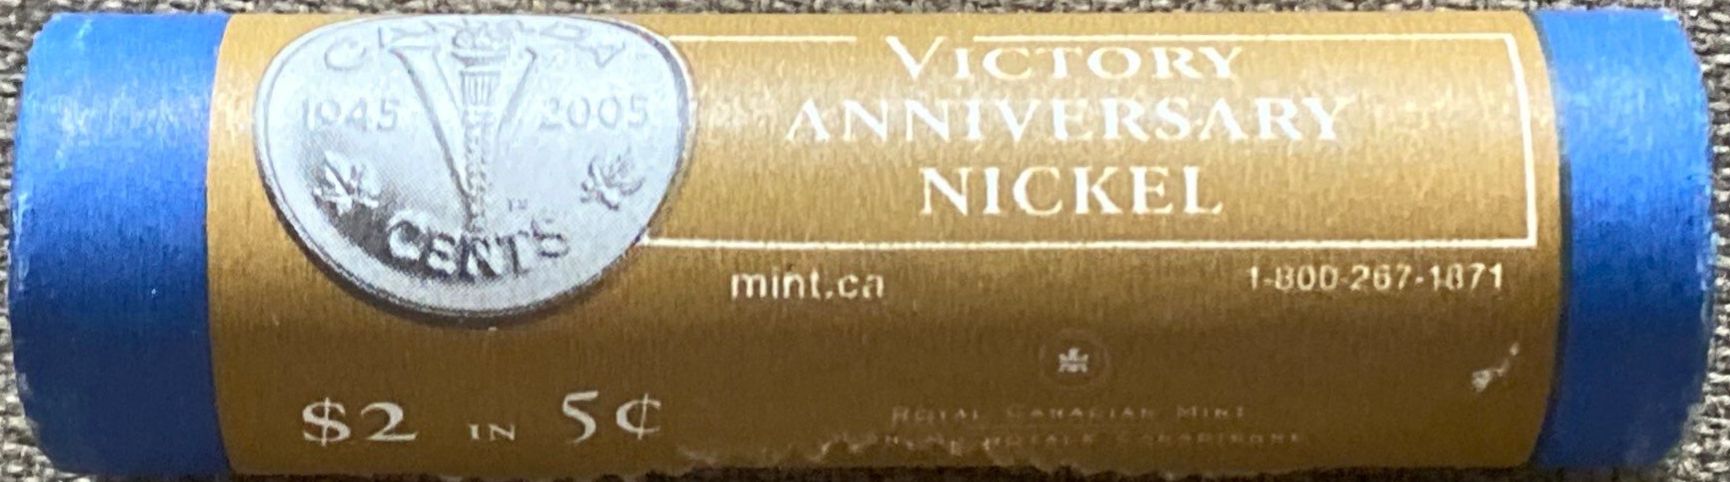 CANADA
1945 2005
CENTS
VICTORY
ANNIVERSARY
NICKEL
mint.ca 1-800-267-1871
$2 IN 5¢
ROYAL CANADIAN MINT